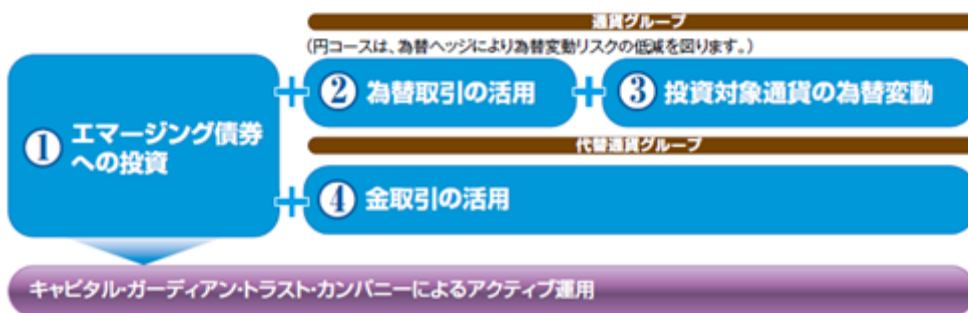 通貨グループ
(円コースは、為替ヘッジにより為替変動リスクの低減を図ります。)
① エマージング債券
への投資
+ ② 為替取引の活用 + ③ 投資対象通貨の為替変動
代替通貨グループ
+ ④ 金取引の活用
キャピタル・ガーディアン・トラスト・カンパニーによるアクティブ運用